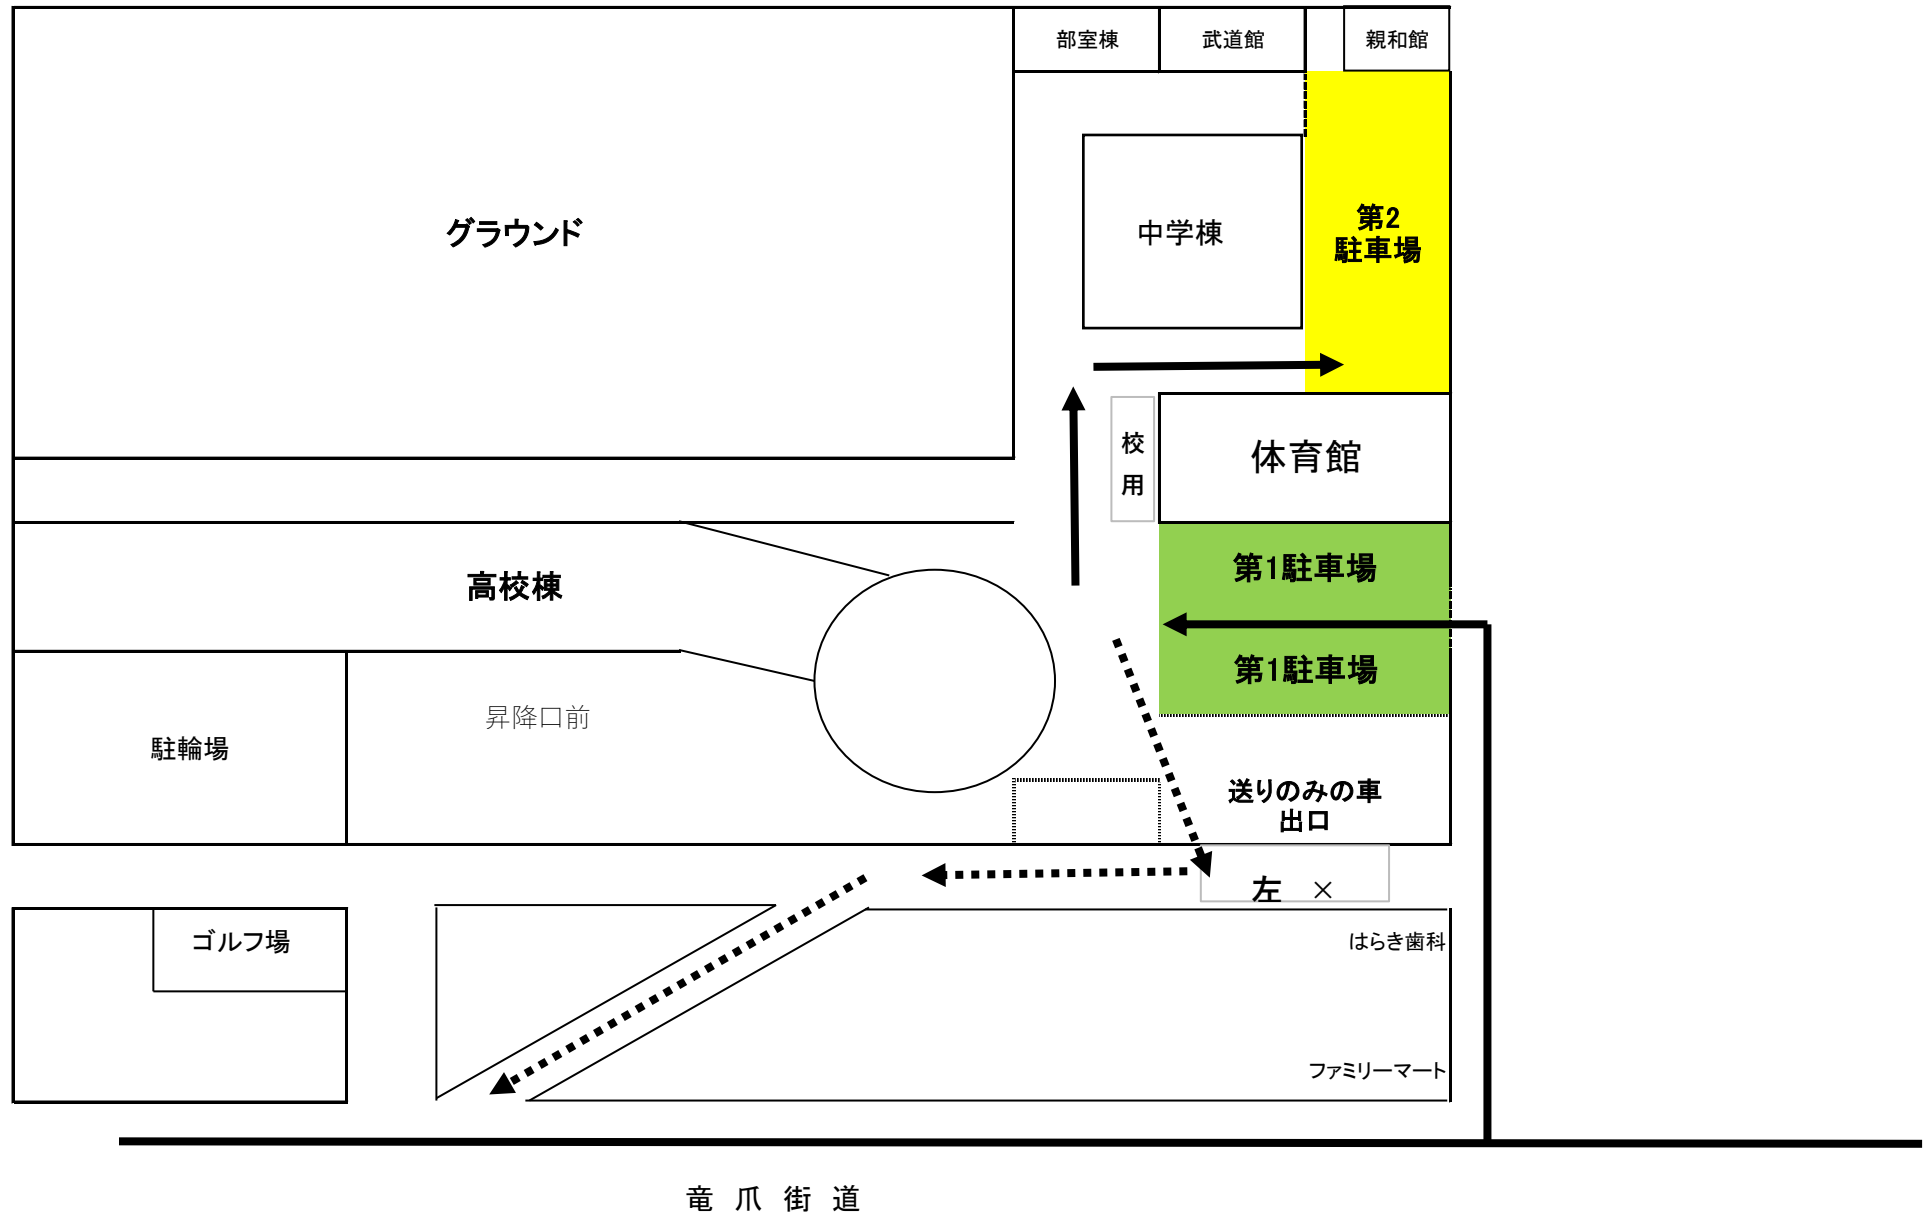 部室棟
武道館
親和館
グラウンド
中学棟
第2
駐車場
校
用
体育館
第1駐車場
高校棟
第1駐車場
昇降口前
駐輪場
送りのみの車
出口
左　×
ゴルフ場
はらき歯科
ファミリーマート
竜　爪　街　道